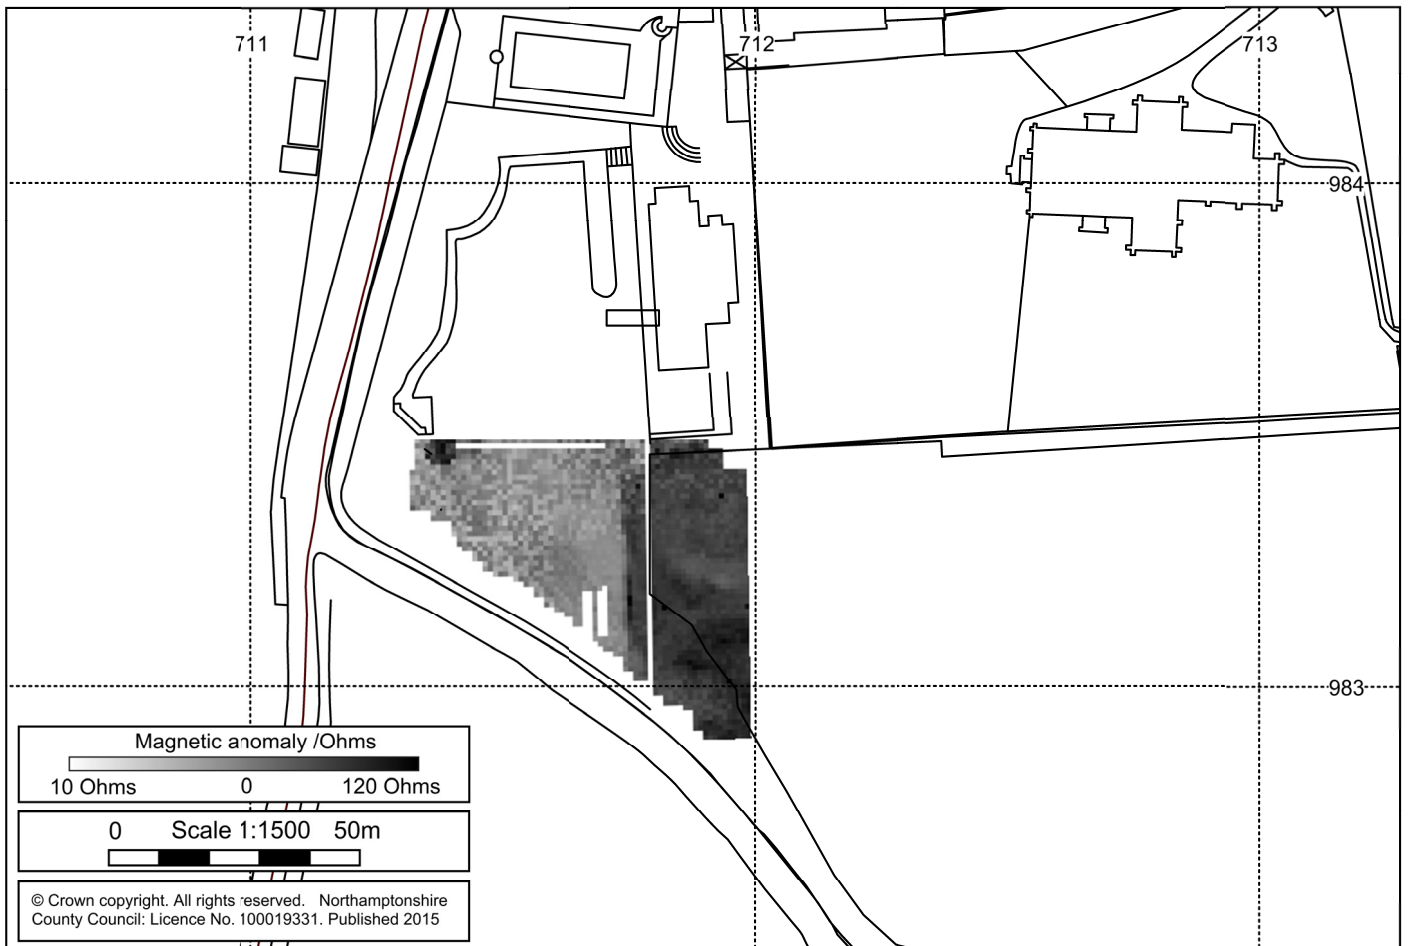 711
712
713
984
983
Magnetic anomaly /Ohms
10 Ohms 0 120 Ohms
0 Scale 1:1500 50m
© Crown copyright. All rights reserved. Northamptonshire
County Council: Licence No. 100019331. Published 2015